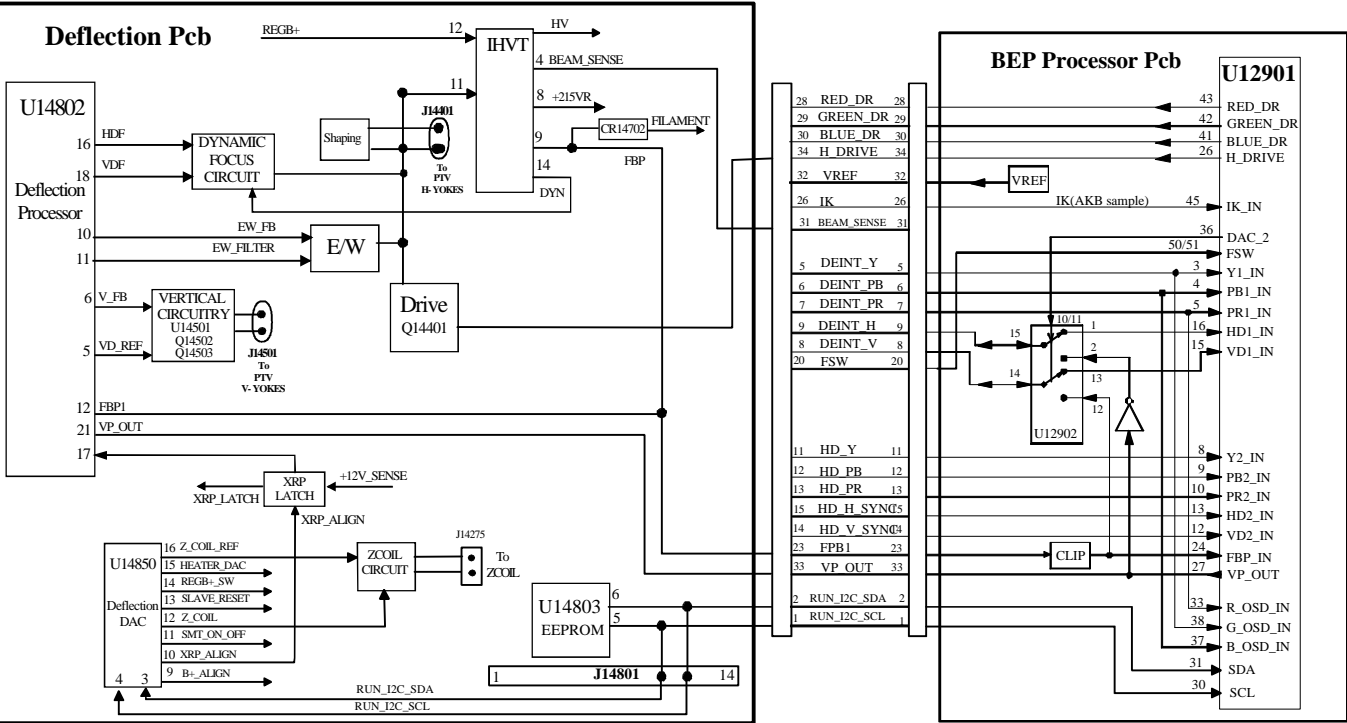 Deflection Pcb
REGB+
12
IHVT
HV
4
BEAM_SENSE
11
8
+215VR
9
CR14702
FILAMENT
FBP
14
DYN
U14802
16
HDF
18
VDF
Deflection
Processor
DYNAMIC
FOCUS
CIRCUIT
Shaping
J14401
To
PTV
H- YOKES
10
EW_FB
11
EW_FILTER
E/W
6
V_FB
5
VD_REF
VERTICAL
CIRCUITRY
U14501
Q14502
Q14503
J14501
To
PTV
V- YOKES
Drive
Q14401
12
FBP1
21
VP_OUT
17
XRP_LATCH
XRP
LATCH
+12V_SENSE
XRP_ALIGN
U14850
Deflection
DAC
16 Z_COIL_REF
15 HEATER_DAC
14 REGB+_SW
13 SLAVE_RESET
12 Z_COIL
11 SMT_ON_OFF
10 XRP_ALIGN
9 B+_ALIGN
4
3
ZCOIL
CIRCUIT
J14275
To
ZCOIL
U14803
EEPROM
6
5
1
J14801
14
RUN_I2C_SDA
RUN_I2C_SCL
28 RED_DR 28
29 GREEN_DR 29
30 BLUE_DR 30
34 H_DRIVE 34
32 VREF 32
26 IK 26
31 BEAM_SENSE 31
5 DEINT_Y 5
6 DEINT_PB 6
7 DEINT_PR 7
9 DEINT_H 9
8 DEINT_V 8
20 FSW 20
11 HD_Y 11
12 HD_PB 12
13 HD_PR 13
15 HD_H_SYNC 15
14 HD_V_SYNC 14
23 FPB1 23
33 VP_OUT 33
2 RUN_I2C_SDA 2
1 RUN_I2C_SCL 1
BEP Processor Pcb
U12901
43 RED_DR
42 GREEN_DR
41 BLUE_DR
26 H_DRIVE
VREF
IK(AKB sample)
45 IK_IN
36 DAC_2
50/51 FSW
3 Y1_IN
4 PB1_IN
5 PR1_IN
16 HD1_IN
15 VD1_IN
10/11
15
1
2
14
13
12
U12902
8 Y2_IN
9 PB2_IN
10 PR2_IN
13 HD2_IN
12 VD2_IN
CLIP
24 FBP_IN
27 VP_OUT
33 R_OSD_IN
38 G_OSD_IN
37 B_OSD_IN
31 SDA
30 SCL